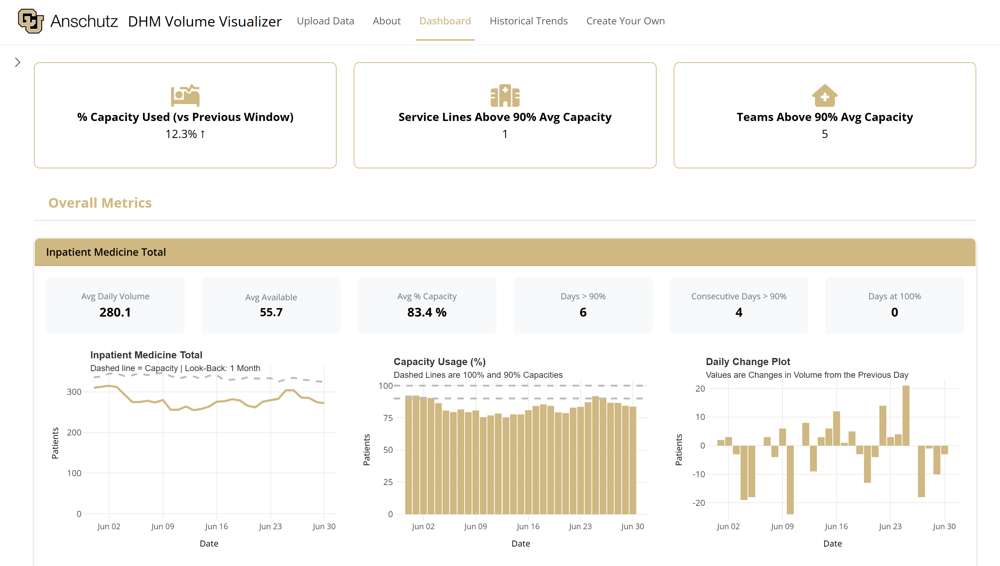 CU Anschutz DHM Volume Visualizer Upload Data About Dashboard Historical Trends Create Your Own
% Capacity Used (vs Previous Window)
12.3% ↑
Service Lines Above 90% Avg Capacity
1
Teams Above 90% Avg Capacity
5
Overall Metrics
Inpatient Medicine Total
Avg Daily Volume
280.1
Avg Available
55.7
Avg % Capacity
83.4 %
Days > 90%
6
Consecutive Days > 90%
4
Days at 100%
0
Inpatient Medicine Total
Dashed line = Capacity | Look-Back: 1 Month
Patients
300
200
100
0
Jun 02 Jun 09 Jun 16 Jun 23 Jun 30
Date
Capacity Usage (%)
Dashed Lines are 100% and 90% Capacities
Patients
100
75
50
25
0
Jun 02 Jun 09 Jun 16 Jun 23 Jun 30
Date
Daily Change Plot
Values are Changes in Volume from the Previous Day
Patients
20
10
0
-10
-20
Jun 02 Jun 09 Jun 16 Jun 23 Jun 30
Date